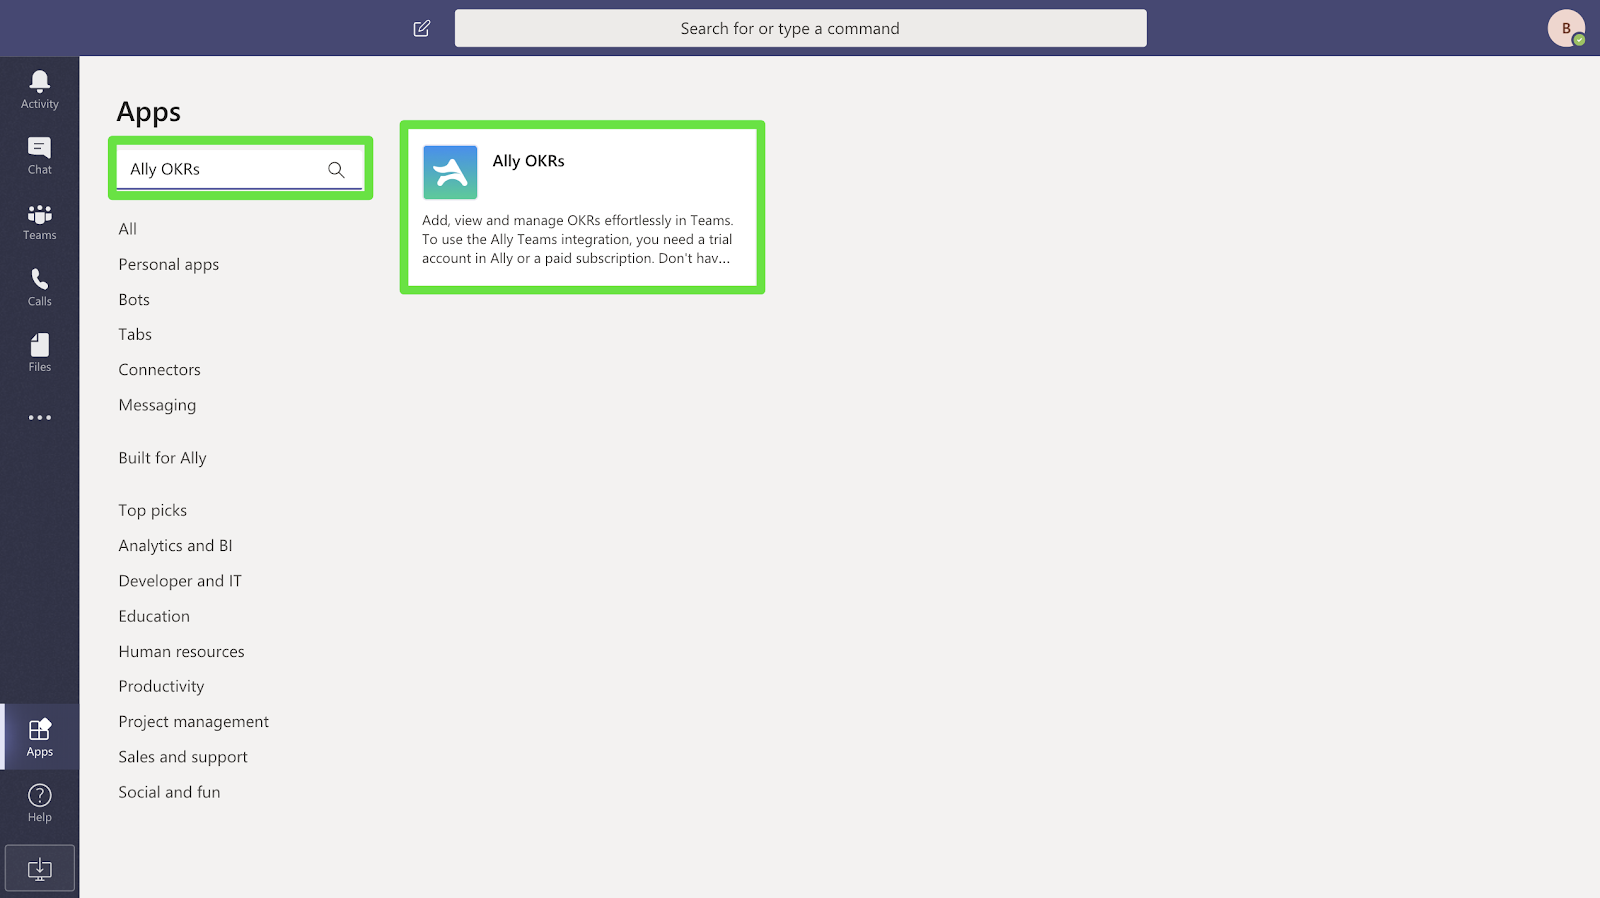 Search for or type a command
B
Activity
Chat
Teams
Calls
Files
Apps
Help
Apps
Ally OKRs
All
Personal apps
Bots
Tabs
Connectors
Messaging
Built for Ally
Top picks
Analytics and BI
Developer and IT
Education
Human resources
Productivity
Project management
Sales and support
Social and fun
Ally OKRs
Add, view and manage OKRs effortlessly in Teams.
To use the Ally Teams integration, you need a trial
account in Ally or a paid subscription. Don't hav...